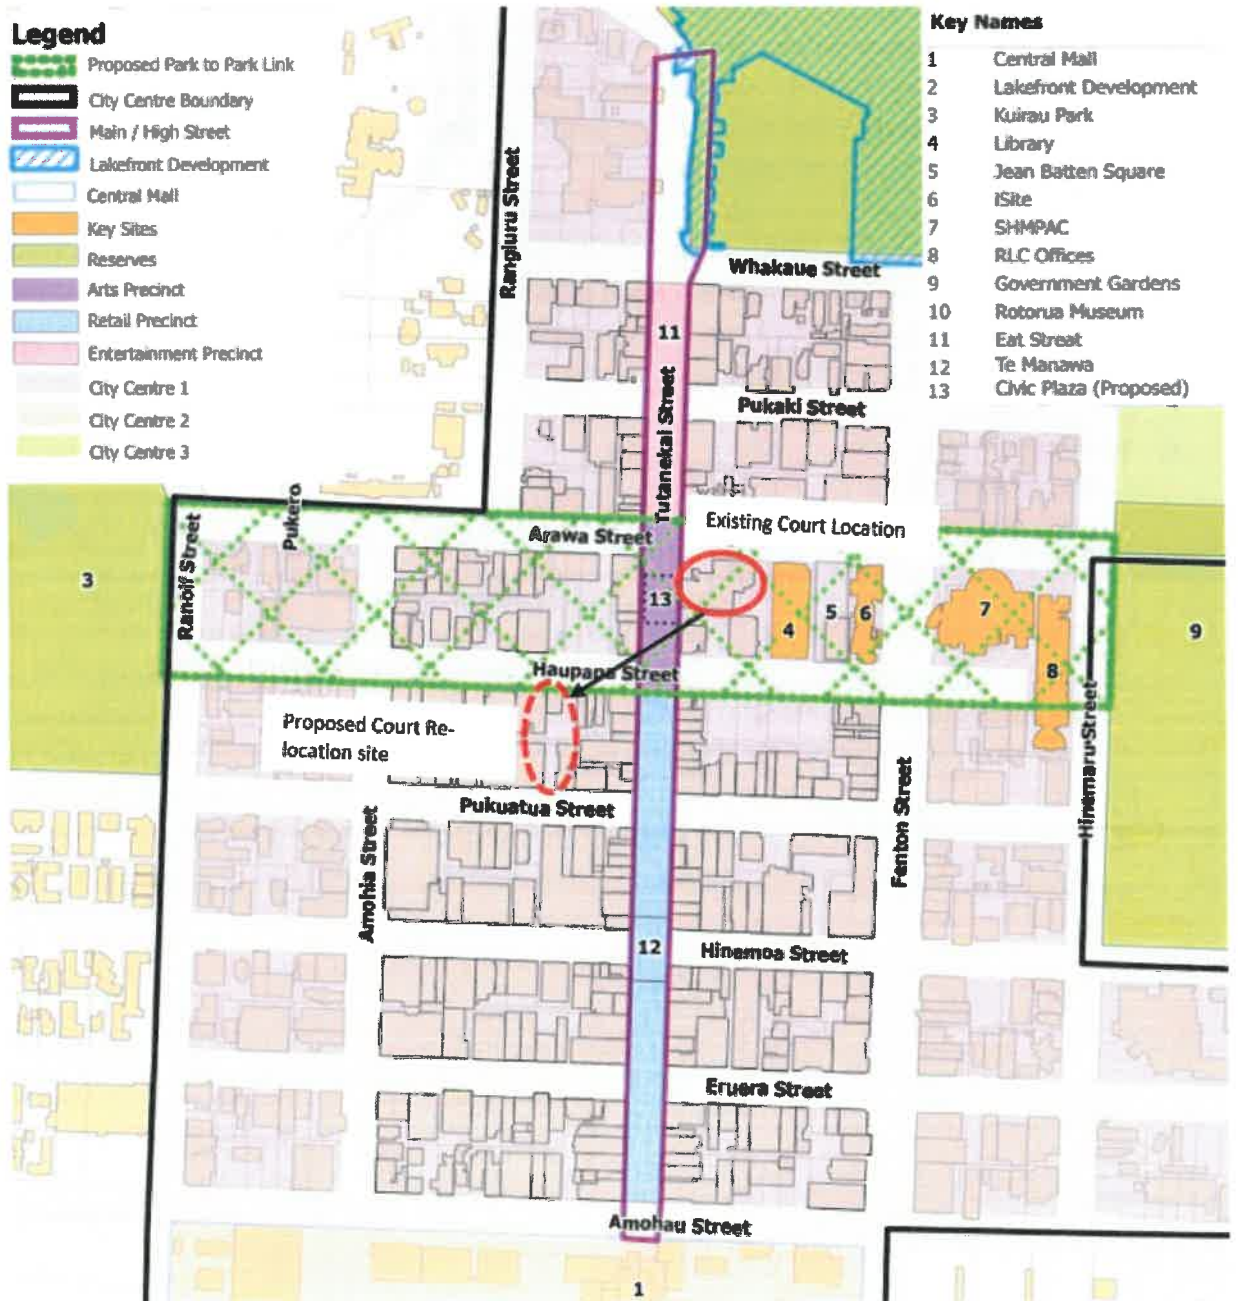 Legend
Proposed Park to Park Link
City Centre Boundary
Main / High Street
Lakefront Development
Central Mall
Key Sites
Reserves
Arts Precinct
Retail Precinct
Entertainment Precinct
City Centre 1
City Centre 2
City Centre 3
Key Names
1 Central Mall
2 Lakefront Development
3 Kuirau Park
4 Library
5 Jean Batten Square
6 iSite
7 SHMPAC
8 RLC Offices
9 Government Gardens
10 Rotorua Museum
11 Eat Streat
12 Te Manawa
13 Civic Plaza (Proposed)
Rangiuru Street
Whakaue Street
11
Tutanekai Street
Pukaki Street
Pukero
Ranolf Street
Arawa Street
Existing Court Location
3
13
4
5
6
7
8
9
Haupapa Street
Proposed Court Re-
location site
Pukuatua Street
Amohia Street
Fenton Street
Hinemaru Street
12
Hinemoa Street
Eruera Street
Amohau Street
1